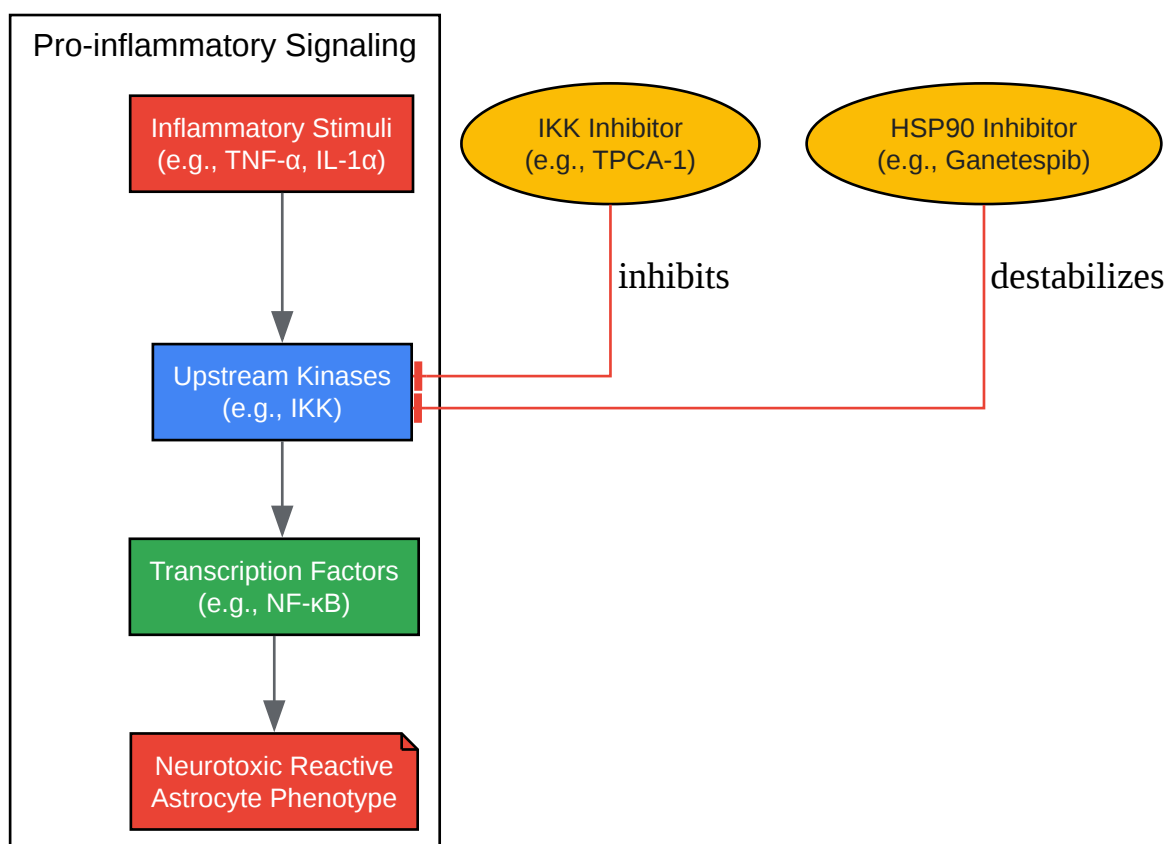 Pro-inflammatory Signaling
Inflammatory Stimuli
(e.g., TNF-α, IL-1α)
IKK Inhibitor
(e.g., TPCA-1)
HSP90 Inhibitor
(e.g., Ganetespib)
inhibits
destabilizes
Upstream Kinases
(e.g., IKK)
Transcription Factors
(e.g., NF-κB)
Neurotoxic Reactive
Astrocyte Phenotype